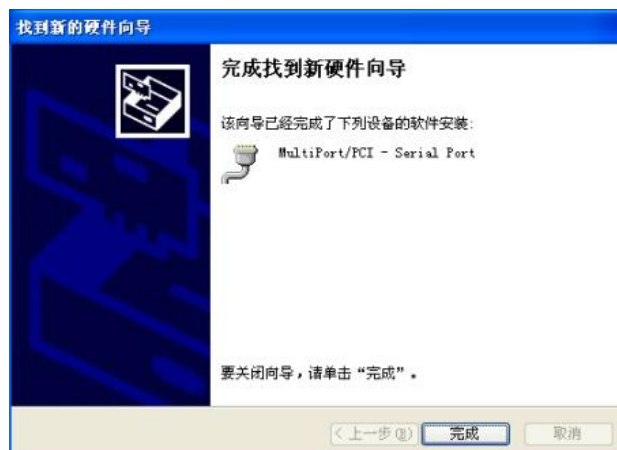 找到新的硬件向导
完成找到新硬件向导
该向导已经完成了下列设备的软件安装:
MultiPort/PCI - Serial Port
要关闭向导，请单击“完成”。
<上一步(B) 完成 取消